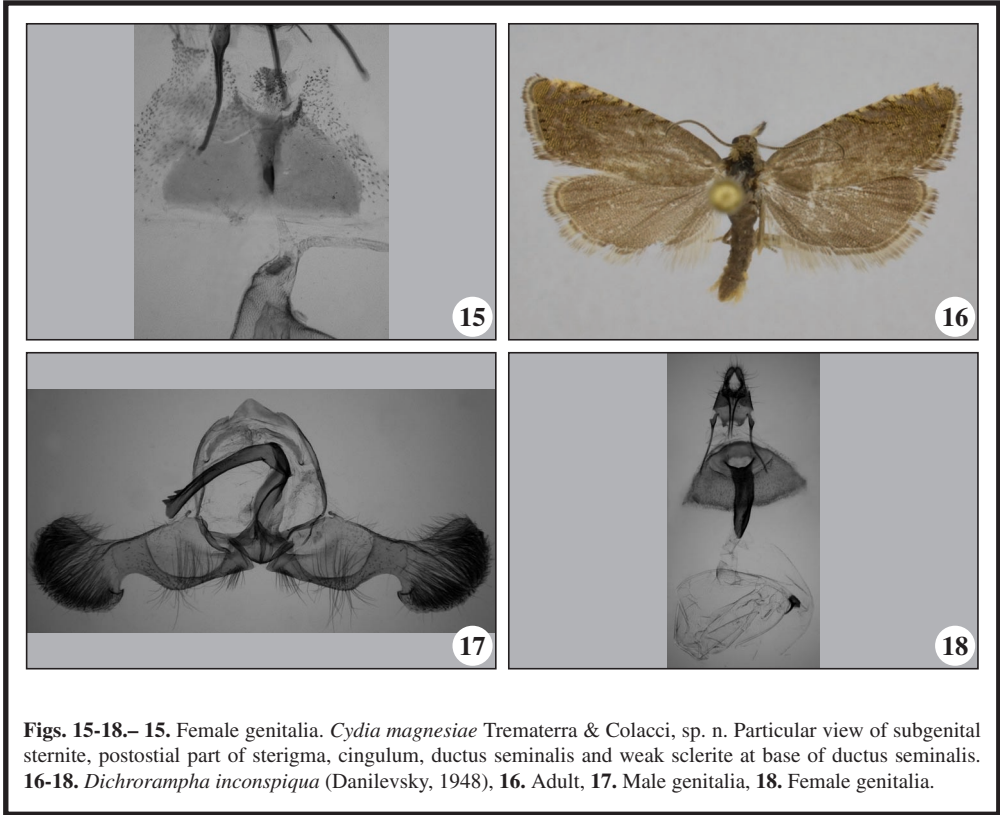 15
16
17
18
Figs. 15-18.– 15. Female genitalia. Cydia magnesiae Trematerra & Colacci, sp. n. Particular view of subgenital
sternite, postostial part of sterigma, cingulum, ductus seminalis and weak sclerite at base of ductus seminalis.
16-18. Dichrorampha inconspiqua (Danilevsky, 1948), 16. Adult, 17. Male genitalia, 18. Female genitalia.